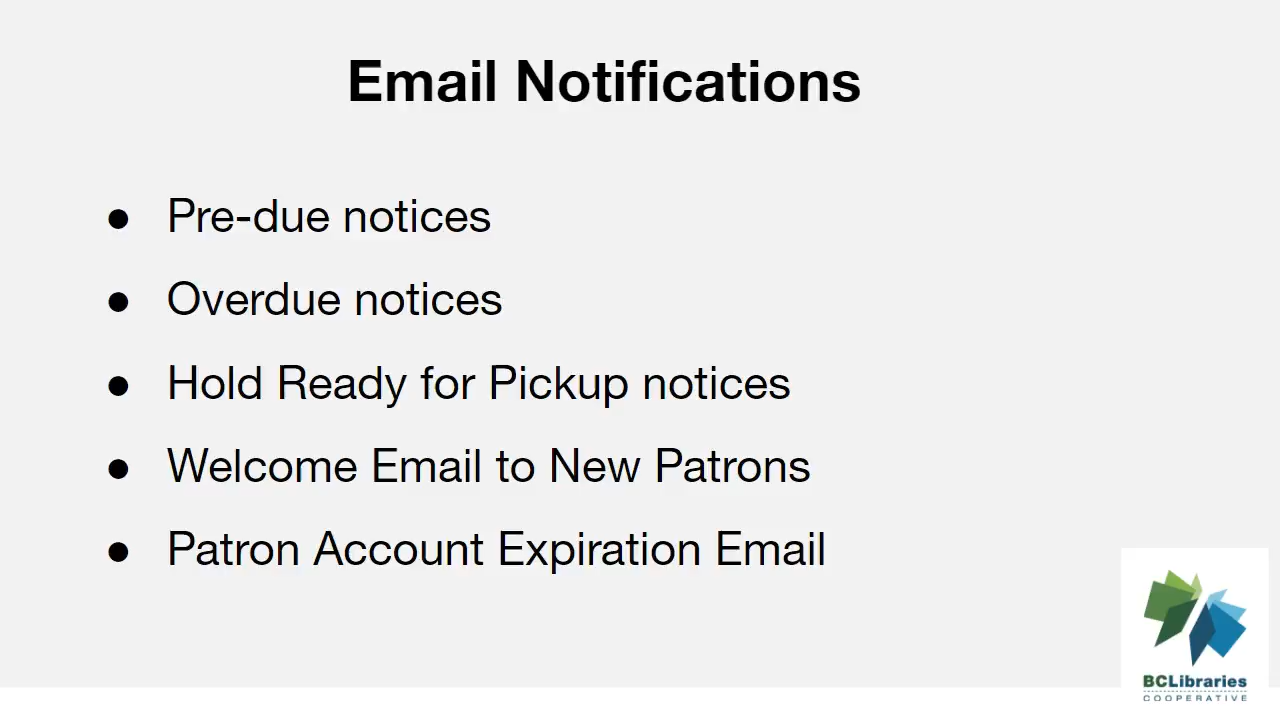 Email Notifications
● Pre-due notices
● Overdue notices
● Hold Ready for Pickup notices
● Welcome Email to New Patrons
● Patron Account Expiration Email
BCLibraries
COOPERATIVE